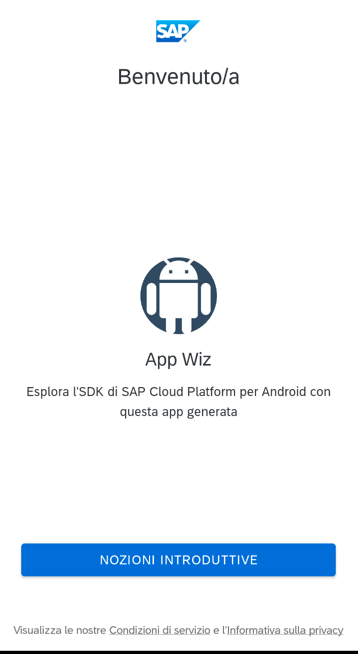 SAP
Benvenuto/a
App Wiz
Esplora l'SDK di SAP Cloud Platform per Android con
questa app generata
NOZIONI INTRODUTTIVE
Visualizza le nostre Condizioni di servizio e l'Informativa sulla privacy